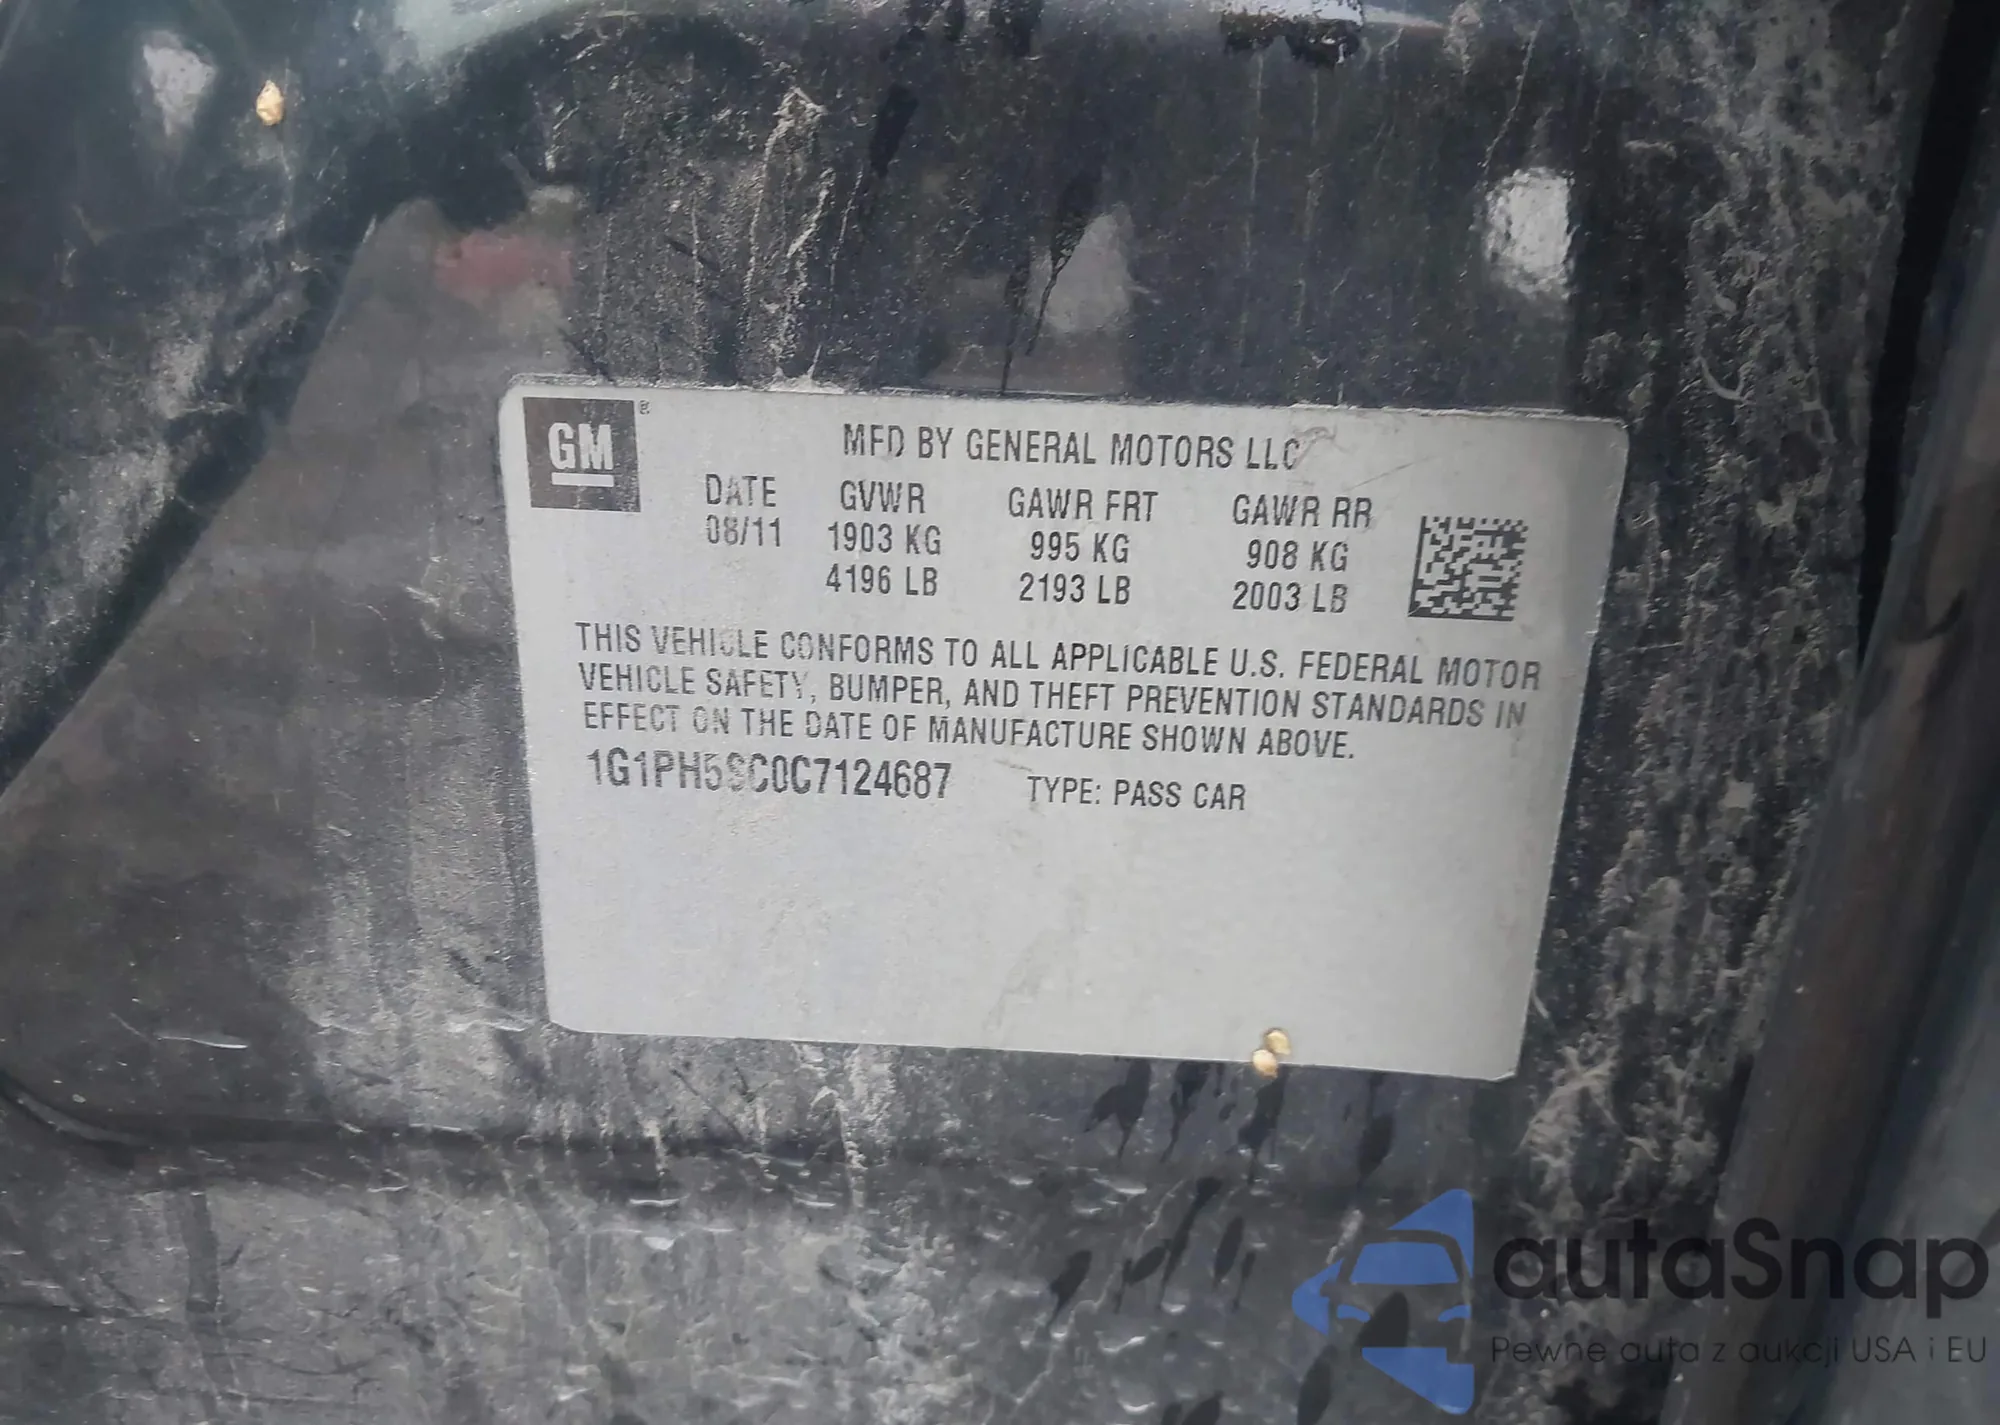 GM ®
MFD BY GENERAL MOTORS LLC
DATE GVWR GAWR FRT GAWR RR
08/11 1903 KG 995 KG 908 KG
4196 LB 2193 LB 2003 LB
THIS VEHICLE CONFORMS TO ALL APPLICABLE U.S. FEDERAL MOTOR
VEHICLE SAFETY, BUMPER, AND THEFT PREVENTION STANDARDS IN
EFFECT ON THE DATE OF MANUFACTURE SHOWN ABOVE.
1G1PH5SC0C7124687 TYPE: PASS CAR
autaSnap
Pewne auta z aukcji USA i EU